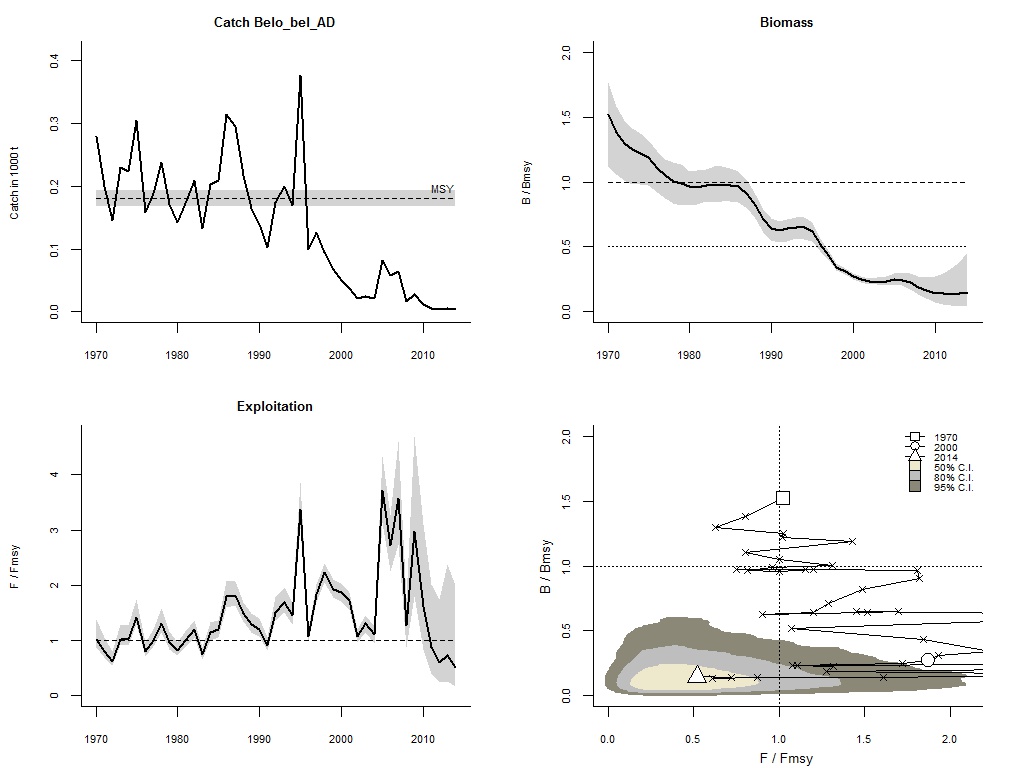 Catch Belo_bel_AD
Catch in 1000 t
0.4
0.3
0.2
0.1
0.0
MSY
1970 1980 1990 2000 2010
Biomass
B / Bmsy
2.0
1.5
1.0
0.5
0.0
1970 1980 1990 2000 2010
Exploitation
F / Fmsy
4
3
2
1
0
1970 1980 1990 2000 2010
B / Bmsy
2.0
1.5
1.0
0.5
0.0
1970
2000
2014
50% C.I.
80% C.I.
95% C.I.
0.0 0.5 1.0 1.5 2.0
F / Fmsy